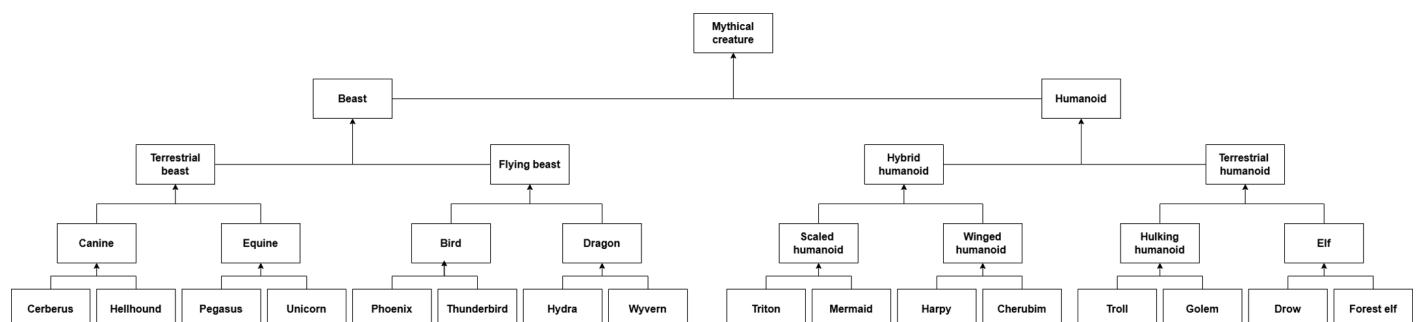 Mythical
creature
Beast
Humanoid
Terrestrial
beast
Flying beast
Hybrid
humanoid
Terrestrial
humanoid
Canine
Equine
Bird
Dragon
Scaled
humanoid
Winged
humanoid
Hulking
humanoid
Elf
Cerberus
Hellhound
Pegasus
Unicorn
Phoenix
Thunderbird
Hydra
Wyvern
Triton
Mermaid
Harpy
Cherubim
Troll
Golem
Drow
Forest elf